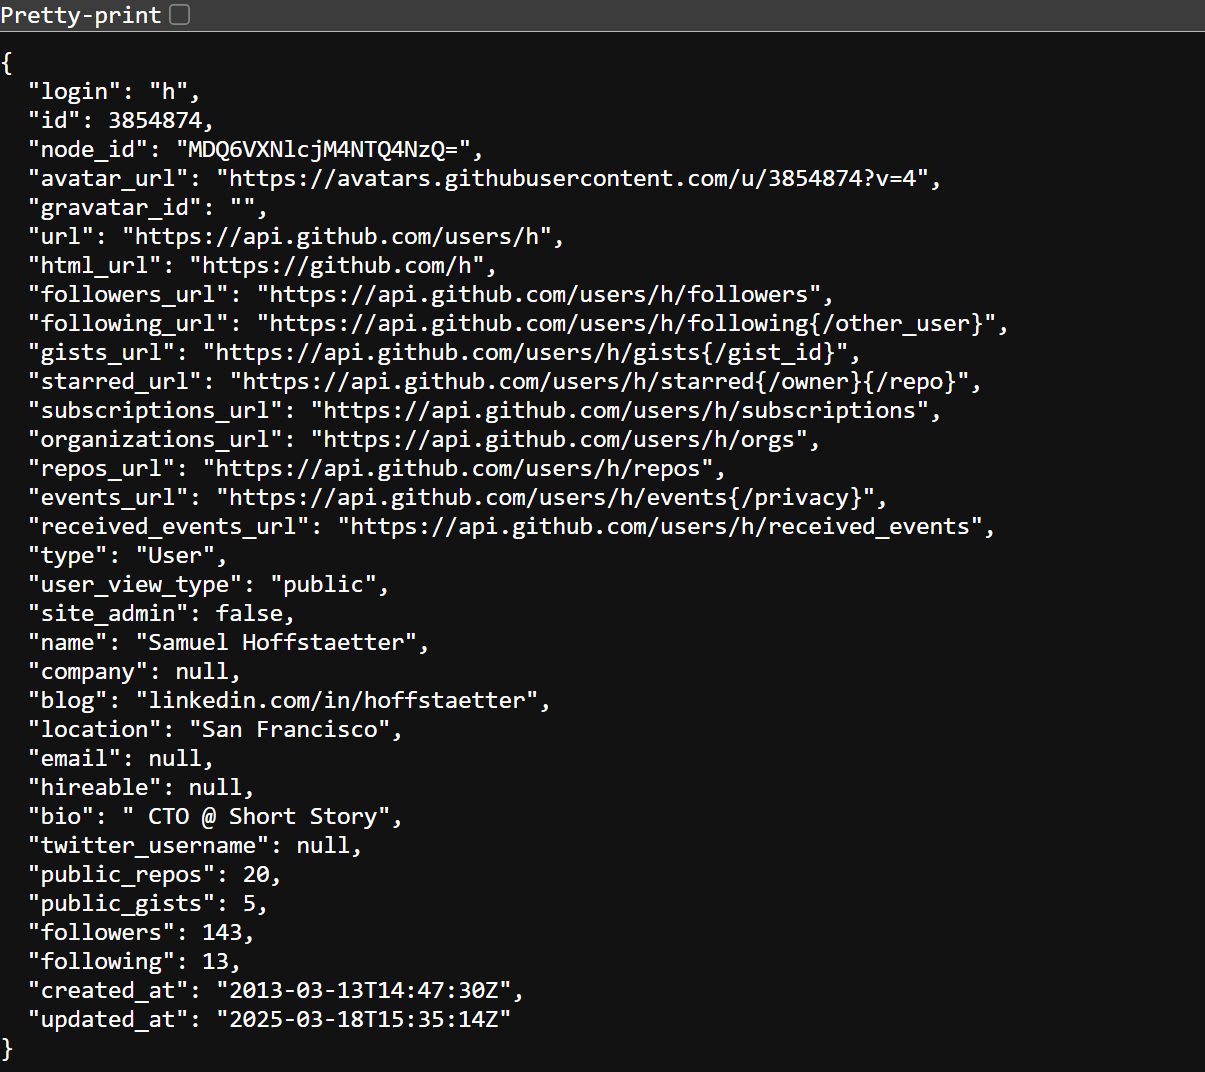 Pretty-print
{
  "login": "h",
  "id": 3854874,
  "node_id": "MDQ6VXNlcjM4NTQ4NzQ=",
  "avatar_url": "https://avatars.githubusercontent.com/u/3854874?v=4",
  "gravatar_id": "",
  "url": "https://api.github.com/users/h",
  "html_url": "https://github.com/h",
  "followers_url": "https://api.github.com/users/h/followers",
  "following_url": "https://api.github.com/users/h/following{/other_user}",
  "gists_url": "https://api.github.com/users/h/gists{/gist_id}",
  "starred_url": "https://api.github.com/users/h/starred{/owner}{/repo}",
  "subscriptions_url": "https://api.github.com/users/h/subscriptions",
  "organizations_url": "https://api.github.com/users/h/orgs",
  "repos_url": "https://api.github.com/users/h/repos",
  "events_url": "https://api.github.com/users/h/events{/privacy}",
  "received_events_url": "https://api.github.com/users/h/received_events",
  "type": "User",
  "user_view_type": "public",
  "site_admin": false,
  "name": "Samuel Hoffstaetter",
  "company": null,
  "blog": "linkedin.com/in/hoffstaetter",
  "location": "San Francisco",
  "email": null,
  "hireable": null,
  "bio": " CTO @ Short Story",
  "twitter_username": null,
  "public_repos": 20,
  "public_gists": 5,
  "followers": 143,
  "following": 13,
  "created_at": "2013-03-13T14:47:30Z",
  "updated_at": "2025-03-18T15:35:14Z"
}